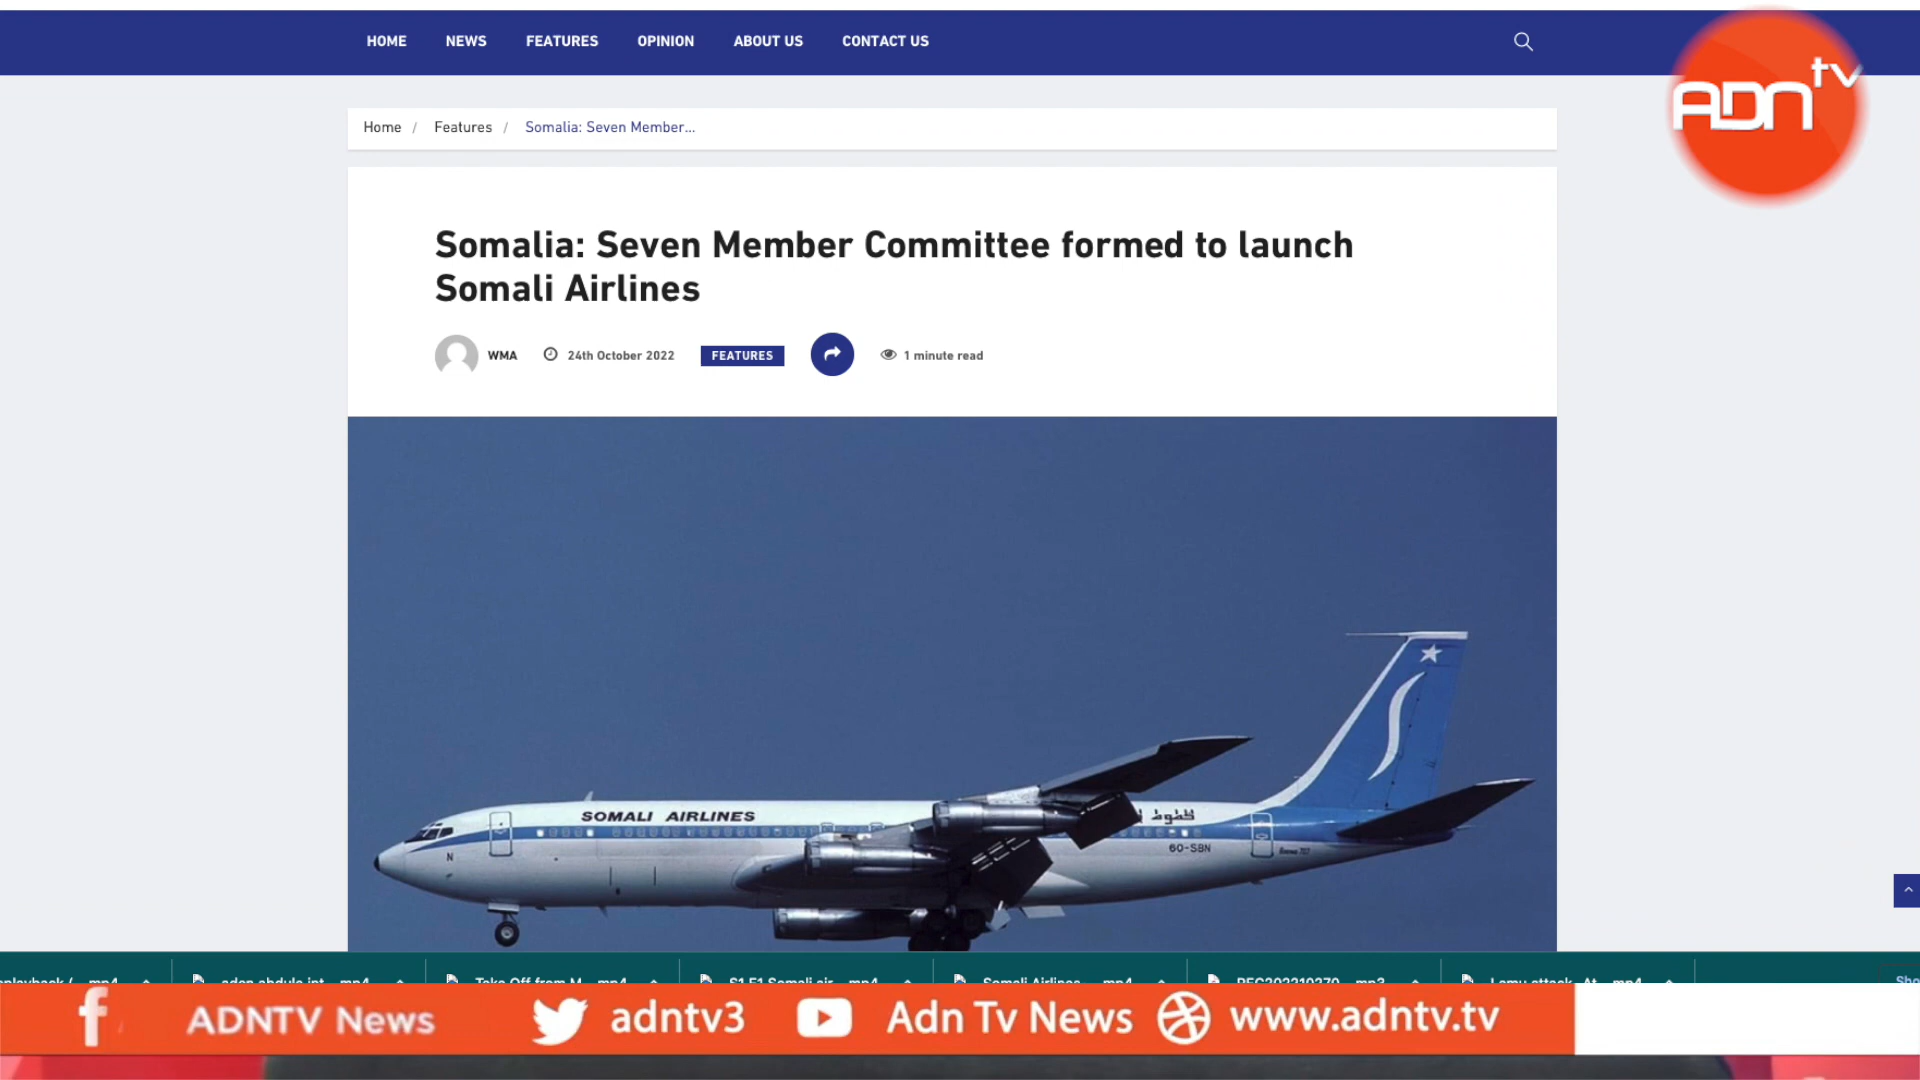 HOME NEWS FEATURES OPINION ABOUT US CONTACT US
ADN tv
Home / Features / Somalia: Seven Member...
Somalia: Seven Member Committee formed to launch
Somali Airlines
WMA 24th October 2022 FEATURES 1 minute read
SOMALI AIRLINES
6O-SBN
N
ADNTV News adntv3 Adn Tv News www.adntv.tv